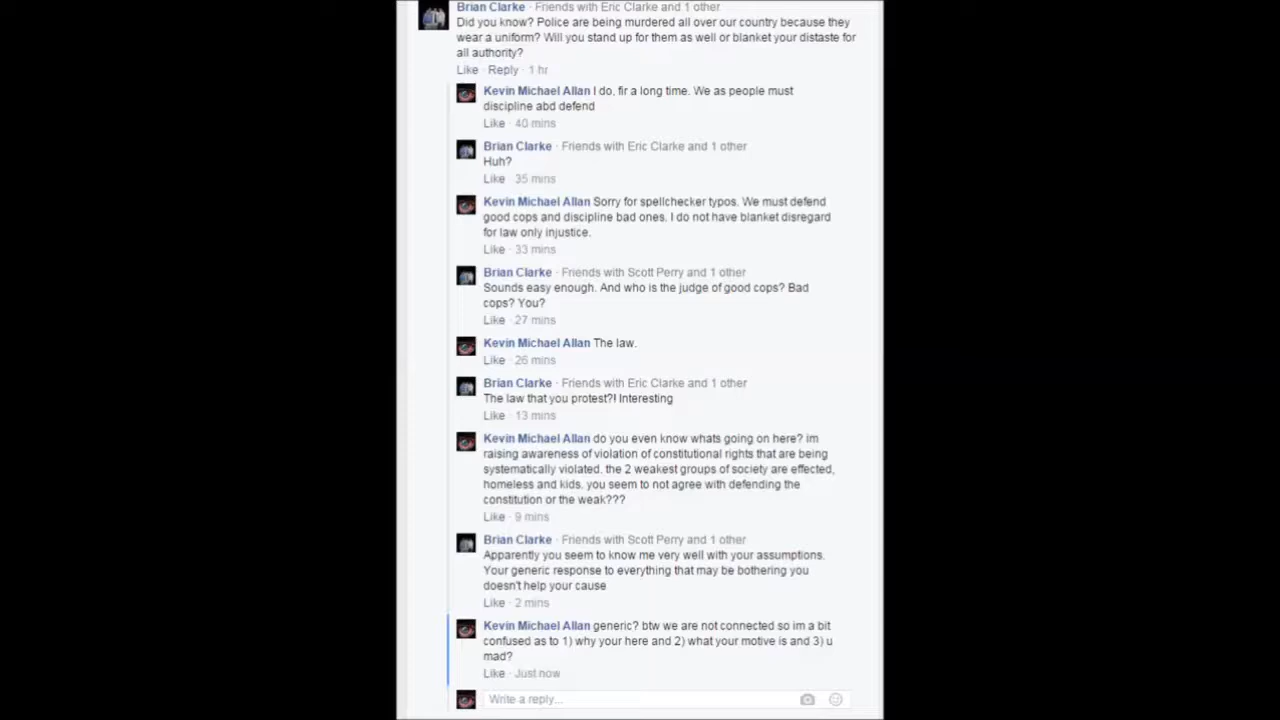 Brian Clarke · Friends with Eric Clarke and 1 other
Did you know? Police are being murdered all over our country because they
wear a uniform? Will you stand up for them as well or blanket your distaste for
all authority?
Like · Reply · 1 hr
Kevin Michael Allan I do, fir a long time. We as people must
discipline abd defend
Like · 40 mins
Brian Clarke · Friends with Eric Clarke and 1 other
Huh?
Like · 35 mins
Kevin Michael Allan Sorry for spellchecker typos. We must defend
good cops and discipline bad ones. I do not have blanket disregard
for law only injustice.
Like · 33 mins
Brian Clarke · Friends with Scott Perry and 1 other
Sounds easy enough. And who is the judge of good cops? Bad
cops? You?
Like · 27 mins
Kevin Michael Allan The law.
Like · 26 mins
Brian Clarke · Friends with Eric Clarke and 1 other
The law that you protest?! Interesting
Like · 13 mins
Kevin Michael Allan do you even know whats going on here? im
raising awareness of violation of constitutional rights that are being
systematically violated. the 2 weakest groups of society are effected,
homeless and kids. you seem to not agree with defending the
constitution or the weak???
Like · 9 mins
Brian Clarke · Friends with Scott Perry and 1 other
Apparently you seem to know me very well with your assumptions.
Your generic response to everything that may be bothering you
doesn't help your cause
Like · 2 mins
Kevin Michael Allan generic? btw we are not connected so im a bit
confused as to 1) why your here and 2) what your motive is and 3) u
mad?
Like · Just now
Write a reply...